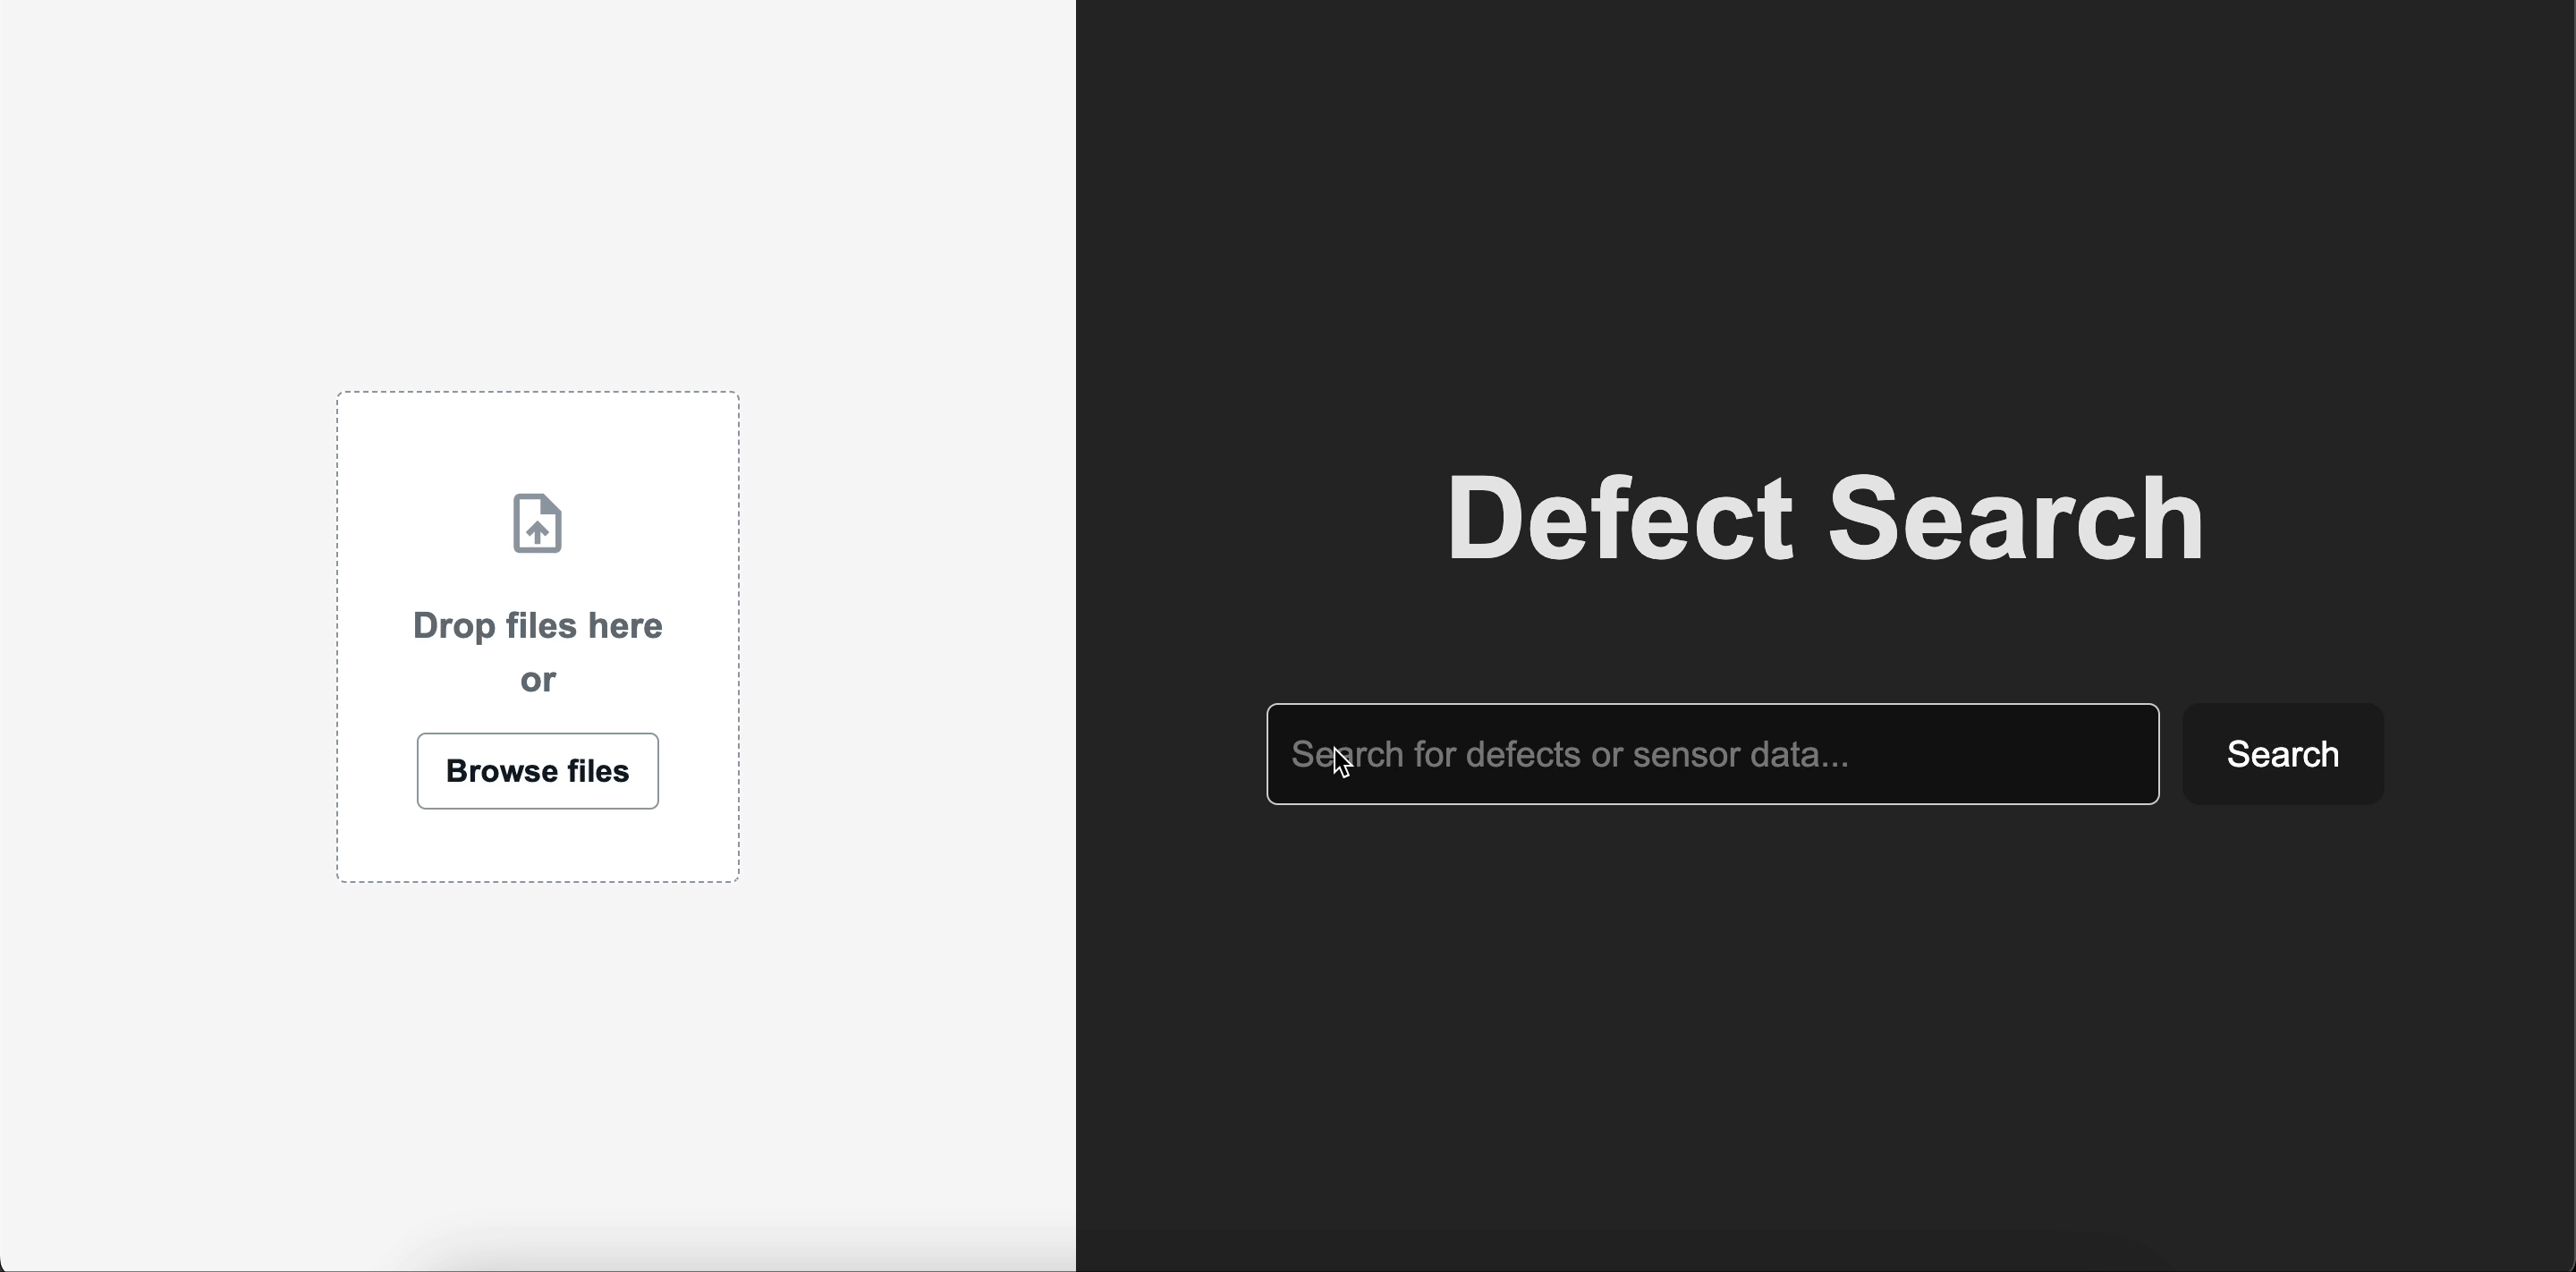 Drop files here
or
Browse files
Defect Search
Search for defects or sensor data...
Search